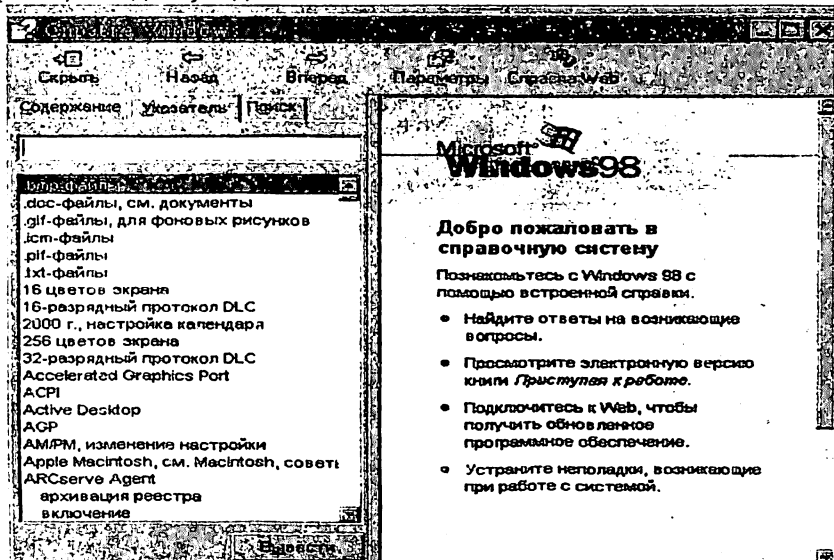 Справка Windows
Скрыть Назад Вперед Параметры Справка Web
Содержание Указатель Поиск
.bmp-файлы
.doc-файлы, см. документы
.gif-файлы, для фоновых рисунков
.icm-файлы
.pif-файлы
.txt-файлы
16 цветов экрана
16-разрядный протокол DLC
2000 г., настройка календаря
256 цветов экрана
32-разрядный протокол DLC
Accelerated Graphics Port
ACPI
Active Desktop
AGP
AM/PM, изменение настройки
Apple Macintosh, см. Macintosh, советы
ARCserve Agent
архивация реестра
включение
Вывести
Microsoft
Windows98
Добро пожаловать в
справочную систему
Познакомьтесь с Windows 98 с
помощью встроенной справки.
• Найдите ответы на возникающие
вопросы.
• Просмотрите электронную версию
книги Приступая к работе.
• Подключитесь к Web, чтобы
получить обновленное
программное обеспечение.
• Устраните неполадки, возникающие
при работе с системой.